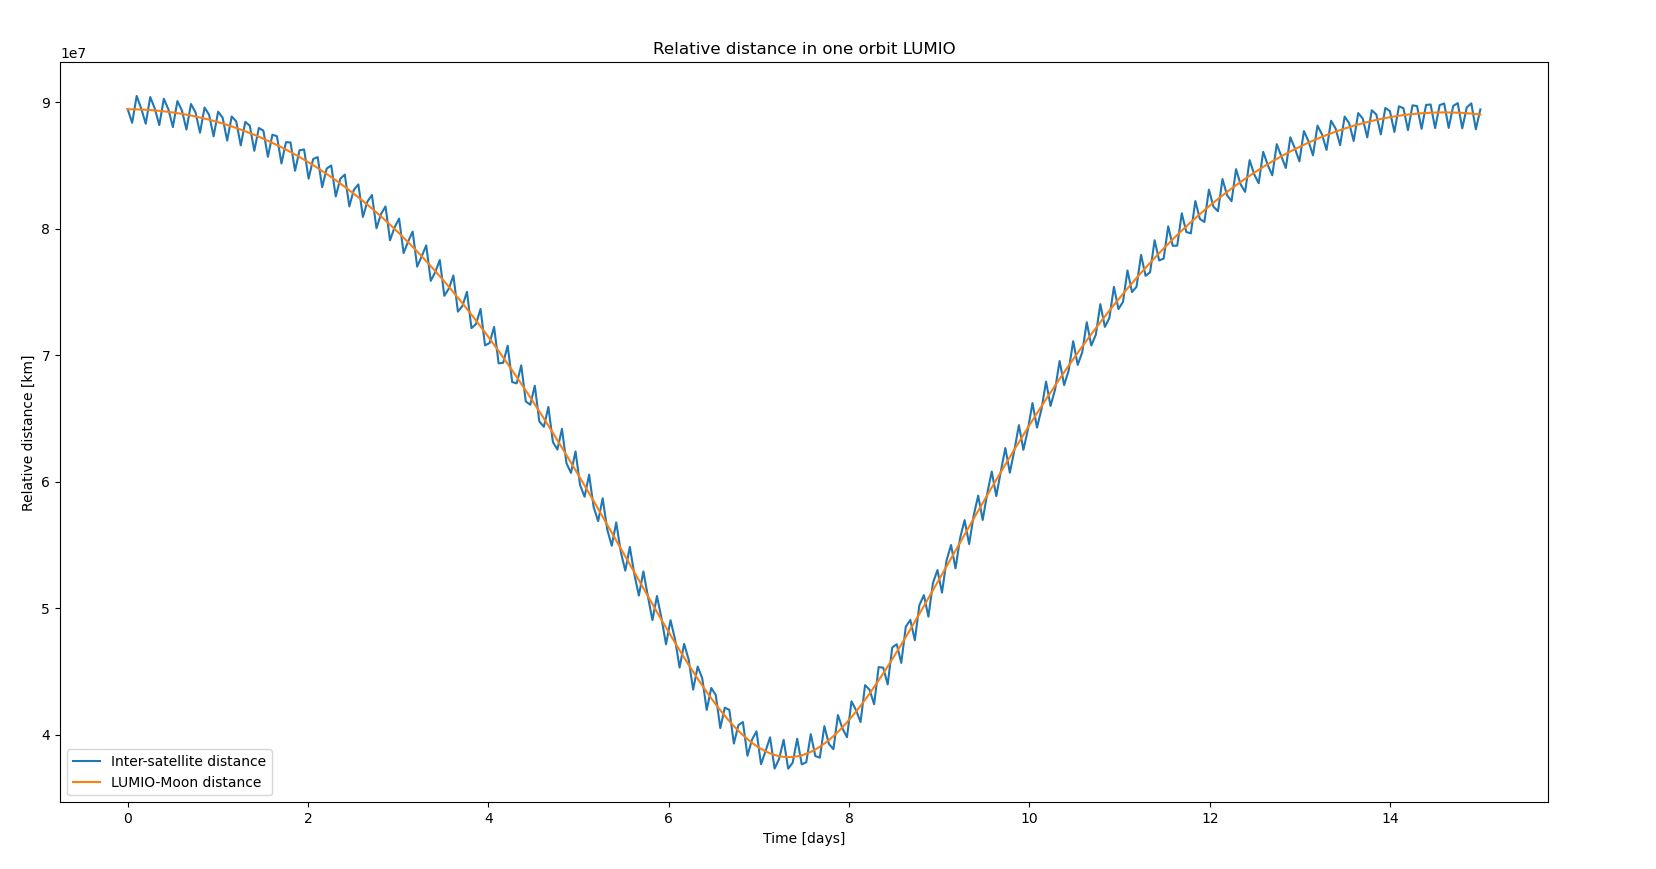 Relative distance in one orbit LUMIO
1e7
9
8
7
6
5
4
Relative distance [km]
Inter-satellite distance
LUMIO-Moon distance
0 2 4 6 8 10 12 14
Time [days]